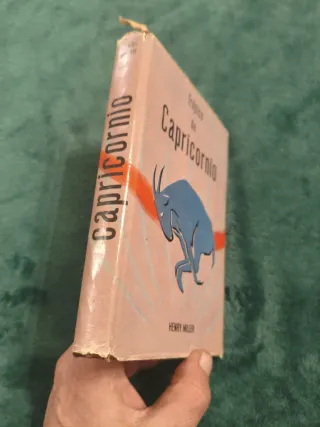 capricornio
Trópico
de
Capricornio
HENRY MILLER